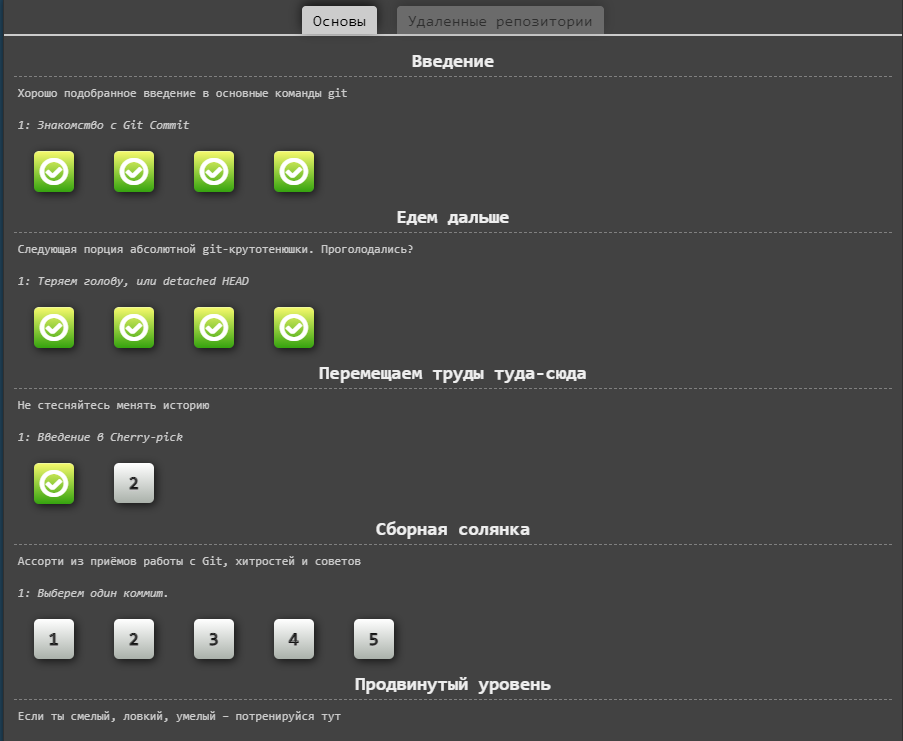 Основы Удаленные репозитории
Введение
Хорошо подобранное введение в основные команды git
1: Знакомство с Git Commit
Едем дальше
Следующая порция абсолютной git-крутотенюшки. Проголодались?
1: Теряем голову, или detached HEAD
Перемещаем труды туда-сюда
Не стесняйтесь менять историю
1: Введение в Cherry-pick
2
Сборная солянка
Ассорти из приёмов работы с Git, хитростей и советов
1: Выберем один коммит.
1 2 3 4 5
Продвинутый уровень
Если ты смелый, ловкий, умелый – потренируйся тут